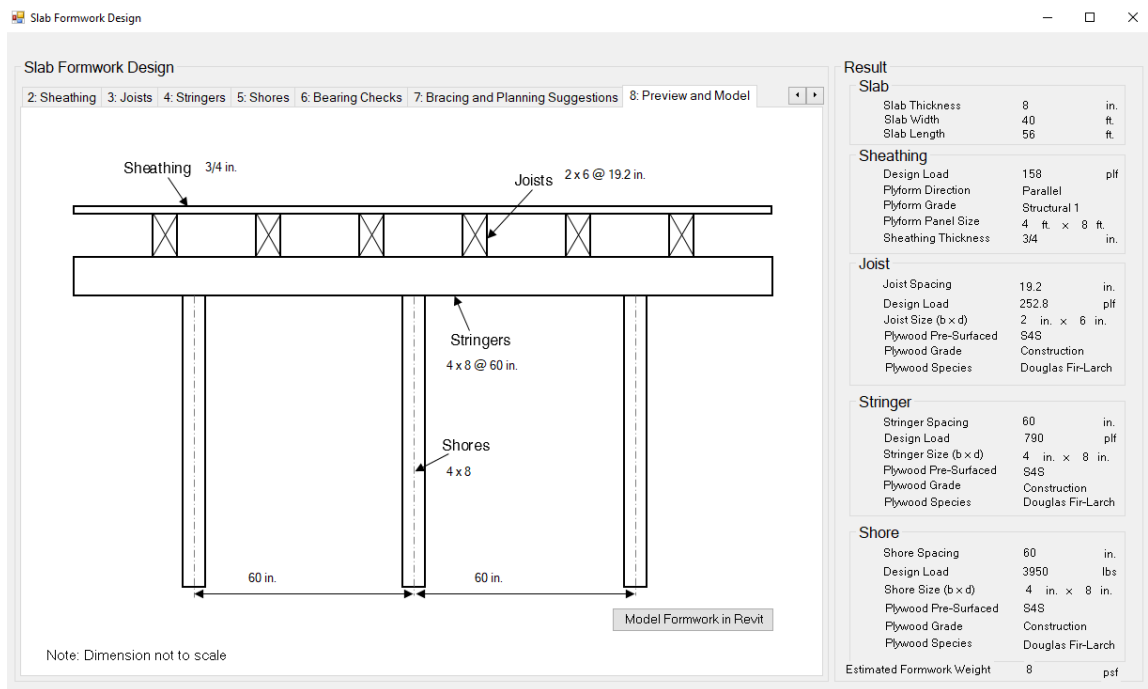 Slab Formwork Design
Slab Formwork Design
2: Sheathing 3: Joists 4: Stringers 5: Shores 6: Bearing Checks 7: Bracing and Planning Suggestions 8: Preview and Model
Sheathing 3/4 in.
Joists 2 x 6 @ 19.2 in.
Stringers
4 x 8 @ 60 in.
Shores
4 x 8
60 in. 60 in.
Model Formwork in Revit
Note: Dimension not to scale
Result
Slab
Slab Thickness 8 in.
Slab Width 40 ft.
Slab Length 56 ft.
Sheathing
Design Load 158 plf
Plyform Direction Parallel
Plyform Grade Structural 1
Plyform Panel Size 4 ft. x 8 ft.
Sheathing Thickness 3/4 in.
Joist
Joist Spacing 19.2 in.
Design Load 252.8 plf
Joist Size (b × d) 2 in. × 6 in.
Plywood Pre-Surfaced S4S
Plywood Grade Construction
Plywood Species Douglas Fir-Larch
Stringer
Stringer Spacing 60 in.
Design Load 790 plf
Stringer Size (b × d) 4 in. × 8 in.
Plywood Pre-Surfaced S4S
Plywood Grade Construction
Plywood Species Douglas Fir-Larch
Shore
Shore Spacing 60 in.
Design Load 3950 lbs
Shore Size (b × d) 4 in. × 8 in.
Plywood Pre-Surfaced S4S
Plywood Grade Construction
Plywood Species Douglas Fir-Larch
Estimated Formwork Weight 8 psf